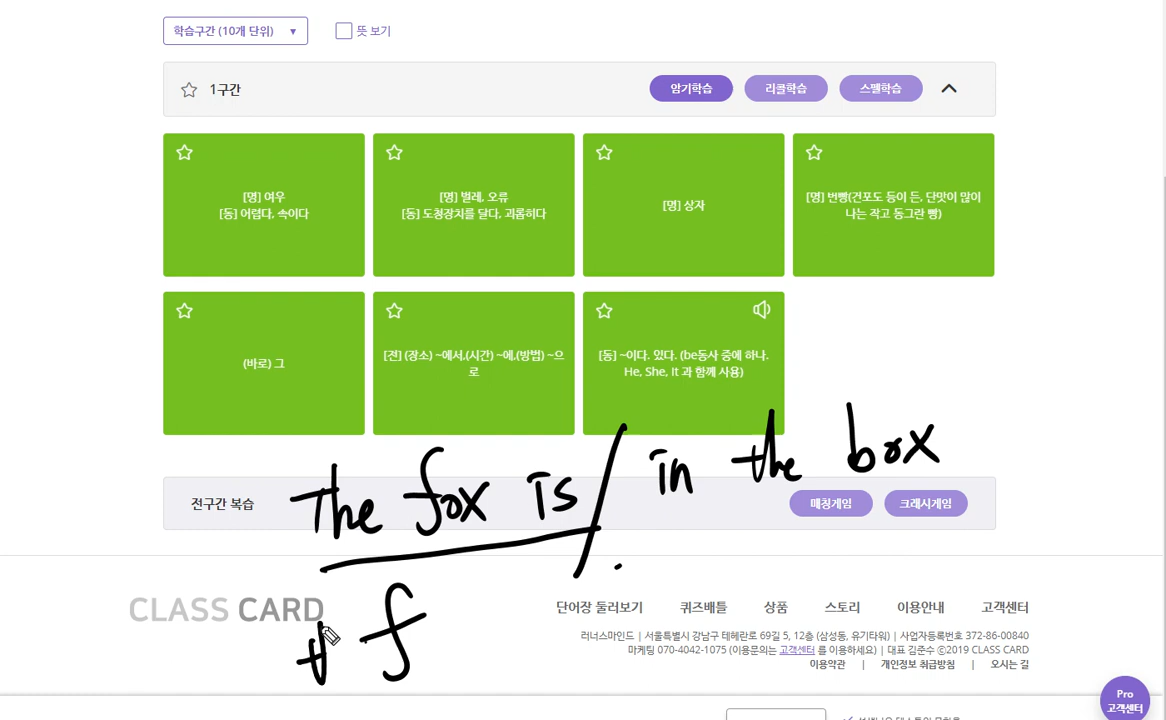 학습구간 (10개 단위) ▼ 뜻 보기
1구간 암기학습 리콜학습 스펠학습
[명] 여우
[동] 어렵다, 속이다
[명] 벌레, 오류
[동] 도청장치를 달다, 괴롭히다
[명] 상자
[명] 번빵(건포도 등이 든, 단맛이 많이
나는 작고 동그란 빵)
(바로) 그
[전] (장소) ~에서,(시간) ~에,(방법) ~으
로
[동] ~이다. 있다. (be동사 중에 하나.
He, She, It 과 함께 사용)
The fox is / in the box
전구간 복습 매칭게임 크래시게임
f
CLASS CARD
단어장 둘러보기 퀴즈배틀 상품 스토리 이용안내 고객센터
러너스마인드 | 서울특별시 강남구 테헤란로 69길 5, 12층 (삼성동, 유기타워) | 사업자등록번호 372-86-00840
마케팅 070-4042-1075 (이용문의는 고객센터 를 이용하세요) | 대표 김준수 ⓒ2019 CLASS CARD
이용약관 | 개인정보 취급방침 | 오시는 길
Pro
고객센터